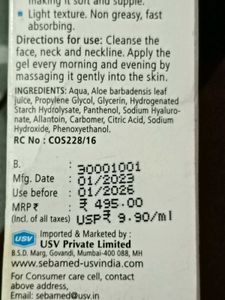 making it soft and supple.
• Light texture. Non greasy, fast
absorbing.
Directions for use: Cleanse the
face, neck and neckline. Apply the
gel every morning and evening by
massaging it gently into the skin.
INGREDIENTS: Aqua, Aloe barbadensis leaf
juice, Propylene Glycol, Glycerin, Hydrogenated
Starch Hydrolysate, Panthenol, Sodium Hyaluro-
nate, Allantoin, Carbomer, Citric Acid, Sodium
Hydroxide, Phenoxyethanol.
RC No : COS228/16
B. 30001001
Mfg. Date 01/2023
Use before 01/2026
MRP ₹ ₹ 495.00
(Incl. of all taxes) USP₹ 9.90/ml
Imported & Marketed by :
USV USV Private Limited
B.S.D. Marg, Govandi, Mumbai-400 088, MH
www.sebamed-usvindia.com
For Consumer care cell, contact
at above address
sebamed@usv.in